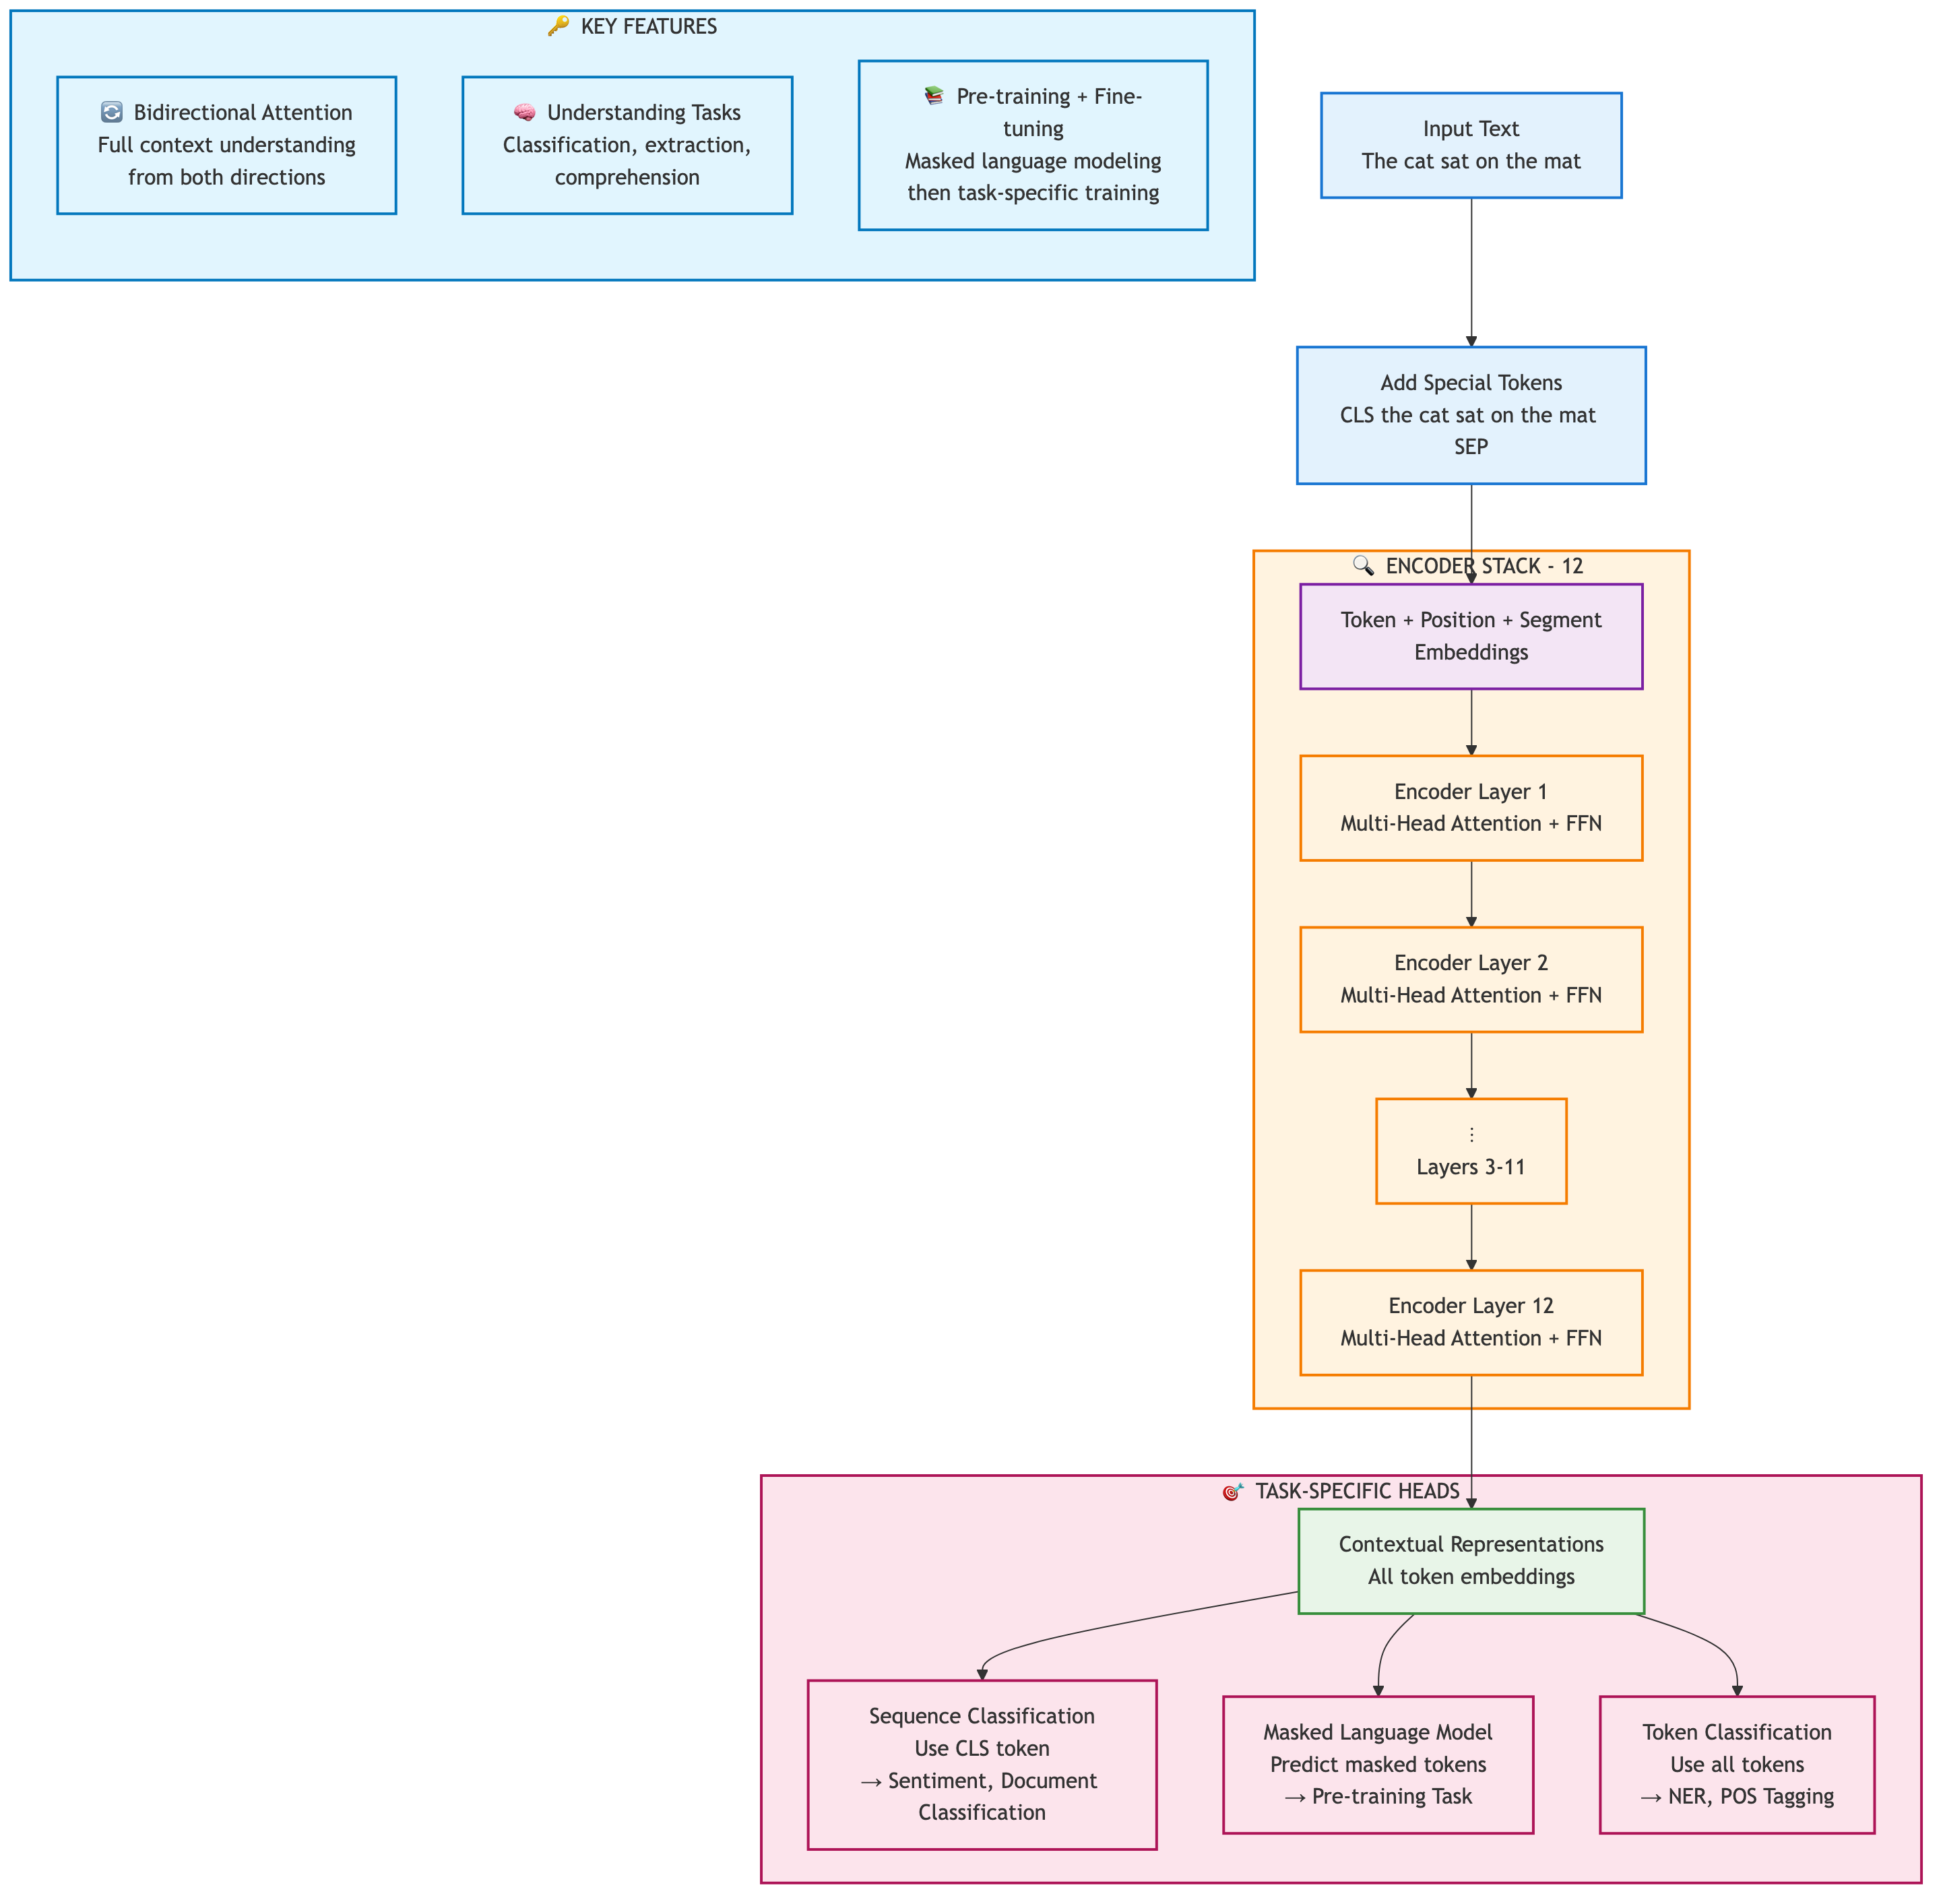 🔑 KEY FEATURES
🔄 Bidirectional Attention
Full context understanding
from both directions
🧠 Understanding Tasks
Classification, extraction,
comprehension
📚 Pre-training + Fine-
tuning
Masked language modeling
then task-specific training
Input Text
The cat sat on the mat
Add Special Tokens
CLS the cat sat on the mat
SEP
🔍 ENCODER STACK - 12
Token + Position + Segment
Embeddings
Encoder Layer 1
Multi-Head Attention + FFN
Encoder Layer 2
Multi-Head Attention + FFN
⋮
Layers 3-11
Encoder Layer 12
Multi-Head Attention + FFN
🎯 TASK-SPECIFIC HEADS
Contextual Representations
All token embeddings
Sequence Classification
Use CLS token
→ Sentiment, Document
Classification
Masked Language Model
Predict masked tokens
→ Pre-training Task
Token Classification
Use all tokens
→ NER, POS Tagging